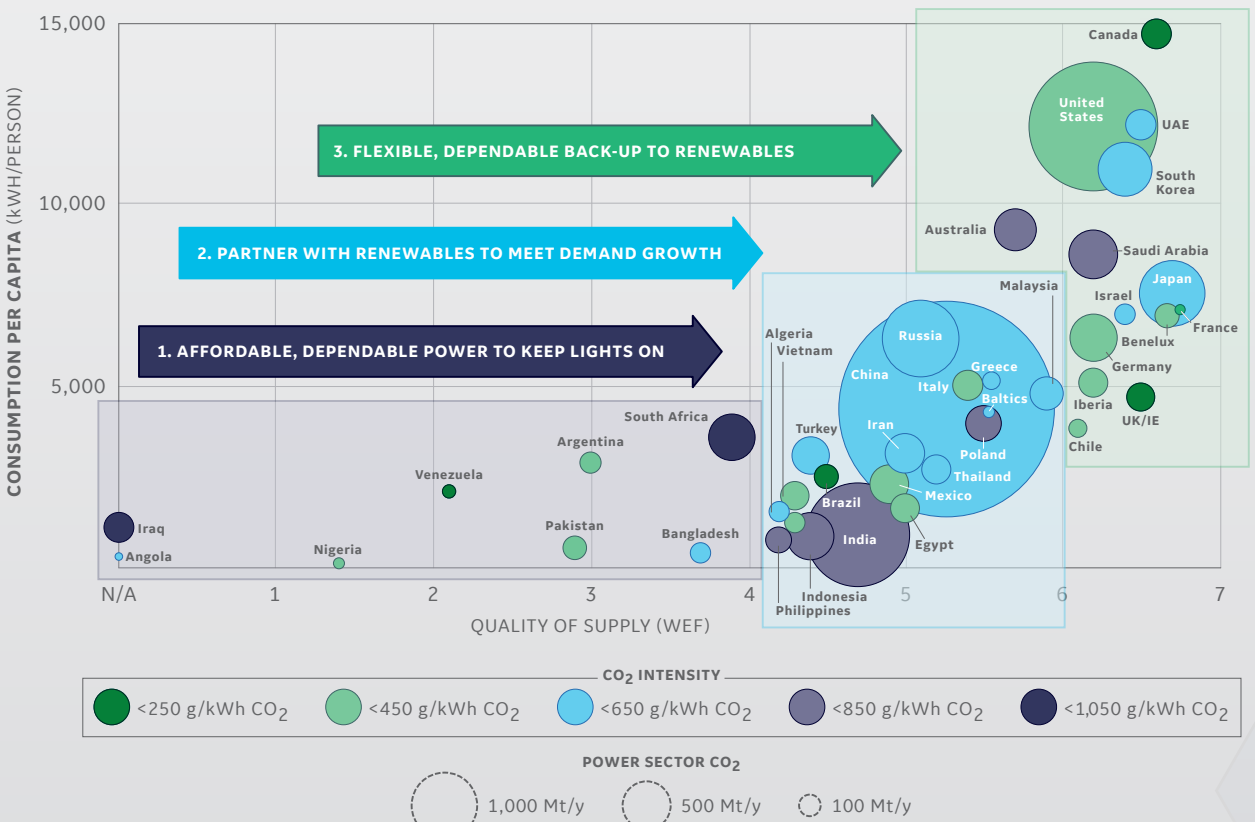 15,000
10,000
5,000
CONSUMPTION PER CAPITA (kWH/PERSON)
Canada
United
States
UAE
South
Korea
3. FLEXIBLE, DEPENDABLE BACK-UP TO RENEWABLES
Australia
Saudi Arabia
2. PARTNER WITH RENEWABLES TO MEET DEMAND GROWTH
Japan
Malaysia
Israel
France
Algeria
Russia
Benelux
Vietnam
1. AFFORDABLE, DEPENDABLE POWER TO KEEP LIGHTS ON
Germany
China
Greece
Italy
Baltics
Iberia
UK/IE
South Africa
Turkey
Iran
Argentina
Chile
Poland
Venezuela
Thailand
Mexico
Brazil
Iraq
Pakistan
Bangladesh
India
Egypt
Nigeria
Angola
N/A 1 2 3 4 5 6 7
Indonesia
Philippines
QUALITY OF SUPPLY (WEF)
CO2 INTENSITY
<250 g/kWh CO2 <450 g/kWh CO2 <650 g/kWh CO2 <850 g/kWh CO2 <1,050 g/kWh CO2
POWER SECTOR CO2
1,000 Mt/y 500 Mt/y 100 Mt/y